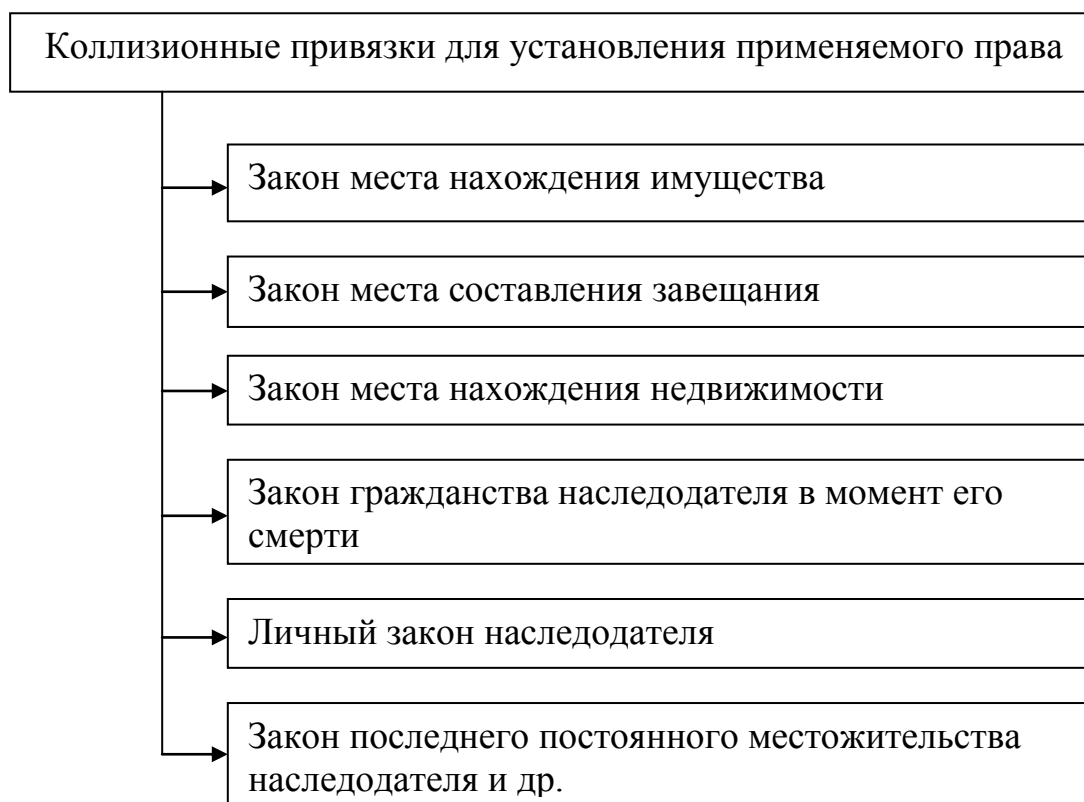 Коллизионные привязки для установления применяемого права
Закон места нахождения имущества
Закон места составления завещания
Закон места нахождения недвижимости
Закон гражданства наследодателя в момент его
смерти
Личный закон наследодателя
Закон последнего постоянного местожительства
наследодателя и др.